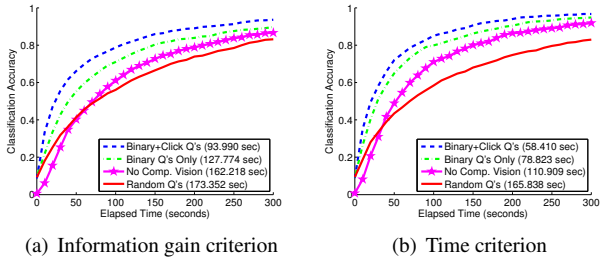 1
0.8
0.6
0.4
0.2
0
Classification Accuracy
0 50 100 150 200 250 300
Elapsed Time (seconds)
Binary+Click Q's (93.990 sec)
Binary Q's Only (127.774 sec)
No Comp. Vision (162.218 sec)
Random Q's (173.352 sec)
(a) Information gain criterion
1
0.8
0.6
0.4
0.2
0
Classification Accuracy
0 50 100 150 200 250 300
Elapsed Time (seconds)
Binary+Click Q's (58.410 sec)
Binary Q's Only (78.823 sec)
No Comp. Vision (110.909 sec)
Random Q's (165.838 sec)
(b) Time criterion